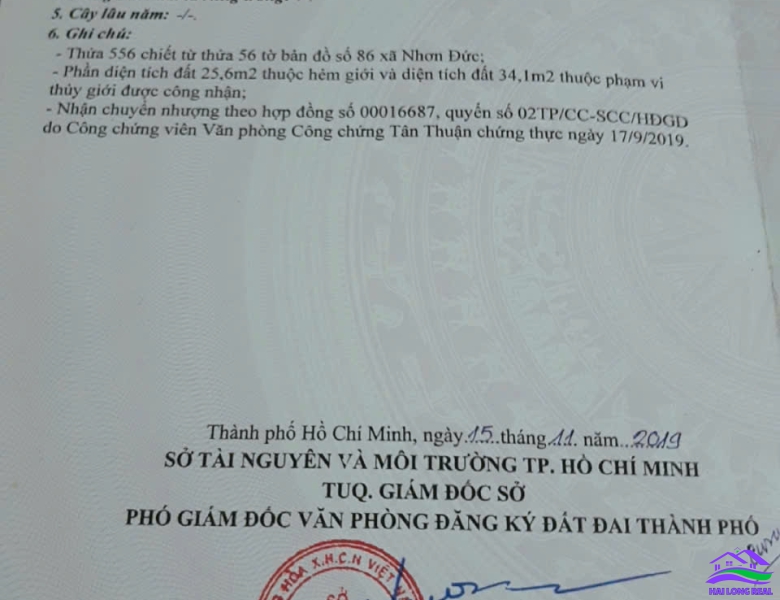 5. Cây lâu năm: -/-.
6. Ghi chú:
- Thửa 556 chiết từ thửa 56 tờ bản đồ số 86 xã Nhơn Đức;
- Phần diện tích đất 25,6m2 thuộc hẻm giới và diện tích đất 34,1m2 thuộc phạm vi
thủy giới được công nhận;
- Nhận chuyển nhượng theo hợp đồng số 00016687, quyển số 02TP/CC-SCC/HĐGD
do Công chứng viên Văn phòng Công chứng Tân Thuận chứng thực ngày 17/9/2019.
Thành phố Hồ Chí Minh, ngày 15 tháng 11 năm 2019
SỞ TÀI NGUYÊN VÀ MÔI TRƯỜNG TP. HỒ CHÍ MINH
TUQ. GIÁM ĐỐC SỞ
PHÓ GIÁM ĐỐC VĂN PHÒNG ĐĂNG KÝ ĐẤT ĐAI THÀNH PHỐ
HÒA X.H.C.N VIỆT
SỞ
HAI LONG REAL